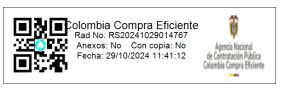 Colombia Compra Eficiente
Rad No. RS20241029014767
Anexos: No Con copia: No
Fecha: 29/10/2024 11:41:12
Agencia Nacional
de Contratación Pública
Colombia Compra Eficiente